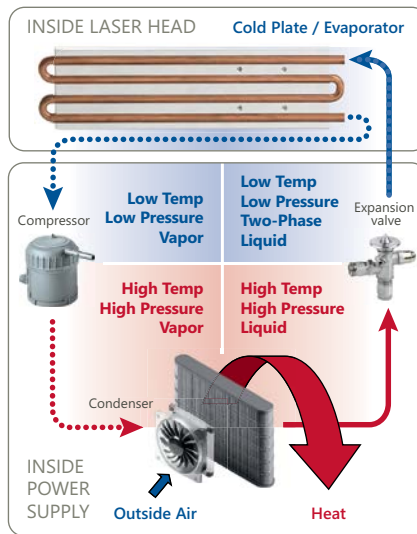 INSIDE LASER HEAD
Cold Plate / Evaporator
Compressor
Low Temp
Low Pressure
Vapor
Low Temp
Low Pressure
Two-Phase
Liquid
Expansion
valve
High Temp
High Pressure
Vapor
High Temp
High Pressure
Liquid
Condenser
INSIDE
POWER
SUPPLY
Outside Air
Heat